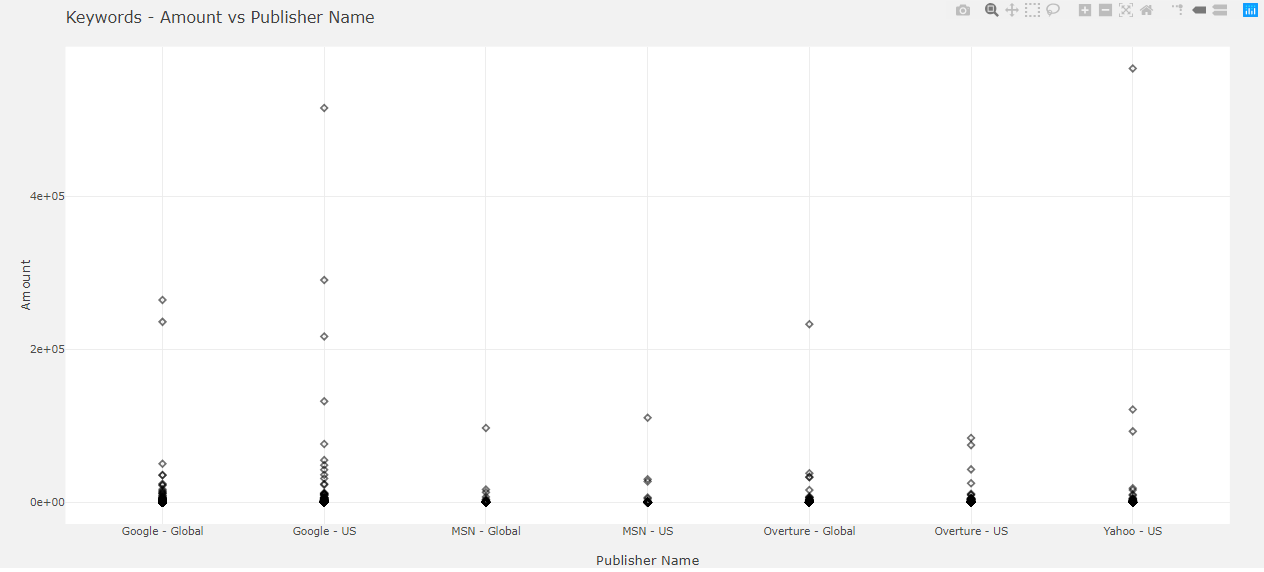 Keywords - Amount vs Publisher Name
Amount
4e+05
2e+05
0e+00
Google - Global
Google - US
MSN - Global
MSN - US
Overture - Global
Overture - US
Yahoo - US
Publisher Name